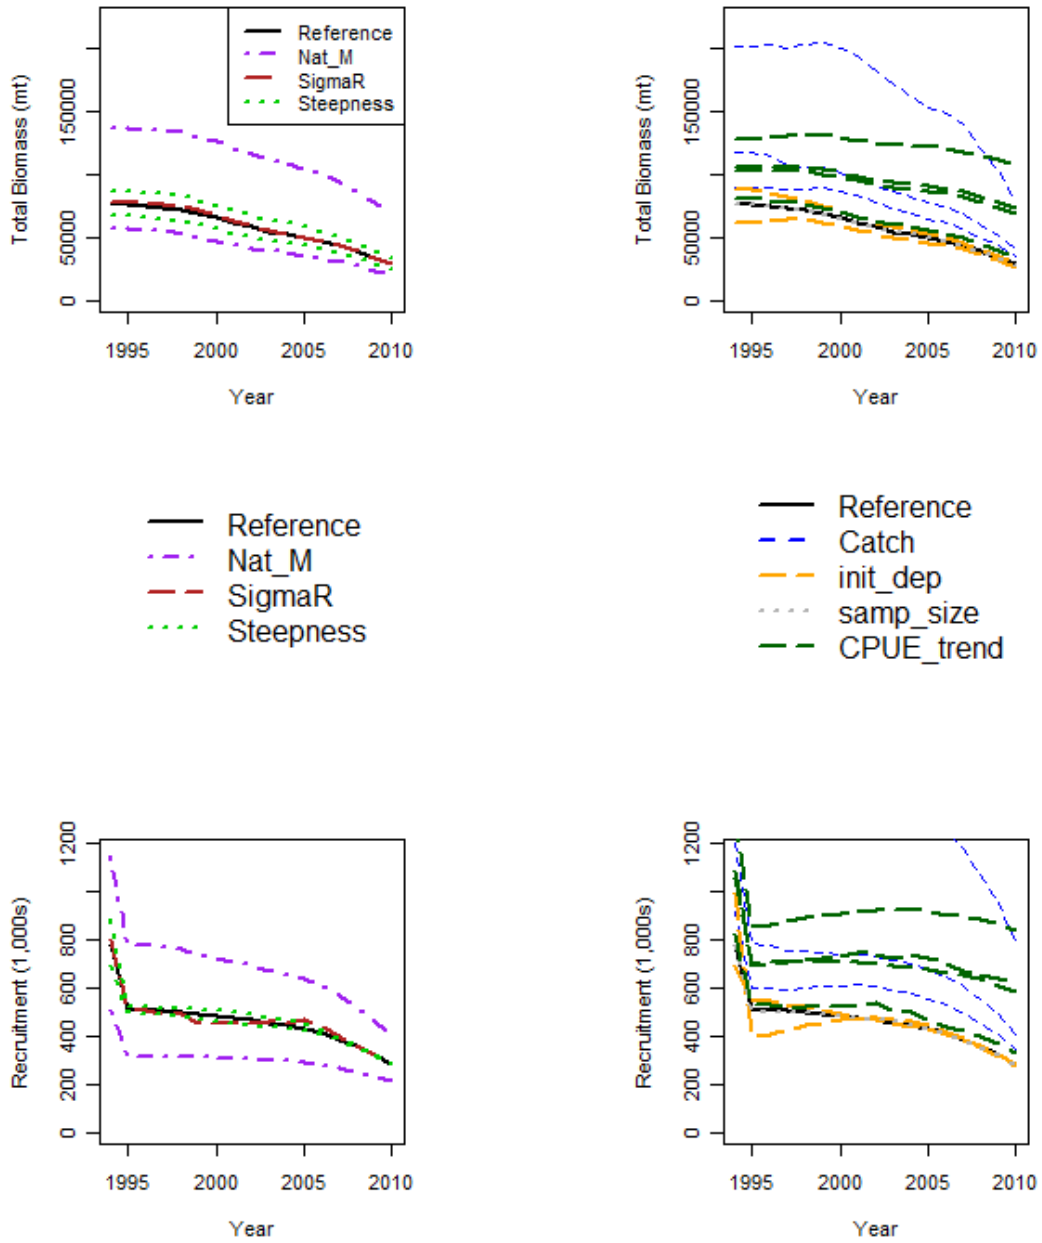 Total Biomass (mt)
150000
50000
0
Reference
Nat_M
SigmaR
Steepness
1995 2000 2005 2010
Year
Total Biomass (mt)
150000
50000
0
1995 2000 2005 2010
Year
Reference
Nat_M
SigmaR
Steepness
Reference
Catch
init_dep
samp_size
CPUE_trend
Recruitment (1,000s)
1200
800
600
400
200
0
1995 2000 2005 2010
Year
Recruitment (1,000s)
1200
800
600
400
200
0
1995 2000 2005 2010
Year